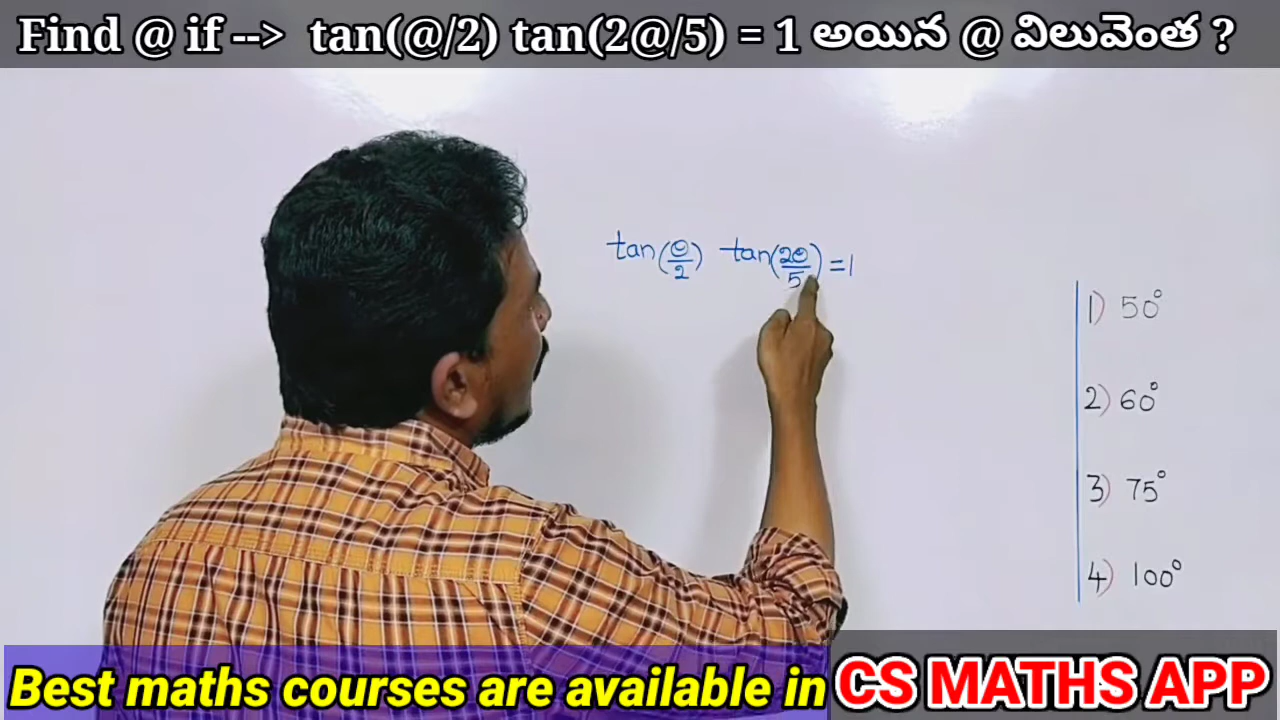 Find @ if --> tan(@/2) tan(2@/5) = 1 అయిన @ విలువెంత ?
tan(θ/2) tan(2θ/5) = 1
1) 50°
2) 60°
3) 75°
4) 100°
Best maths courses are available in CS MATHS APP